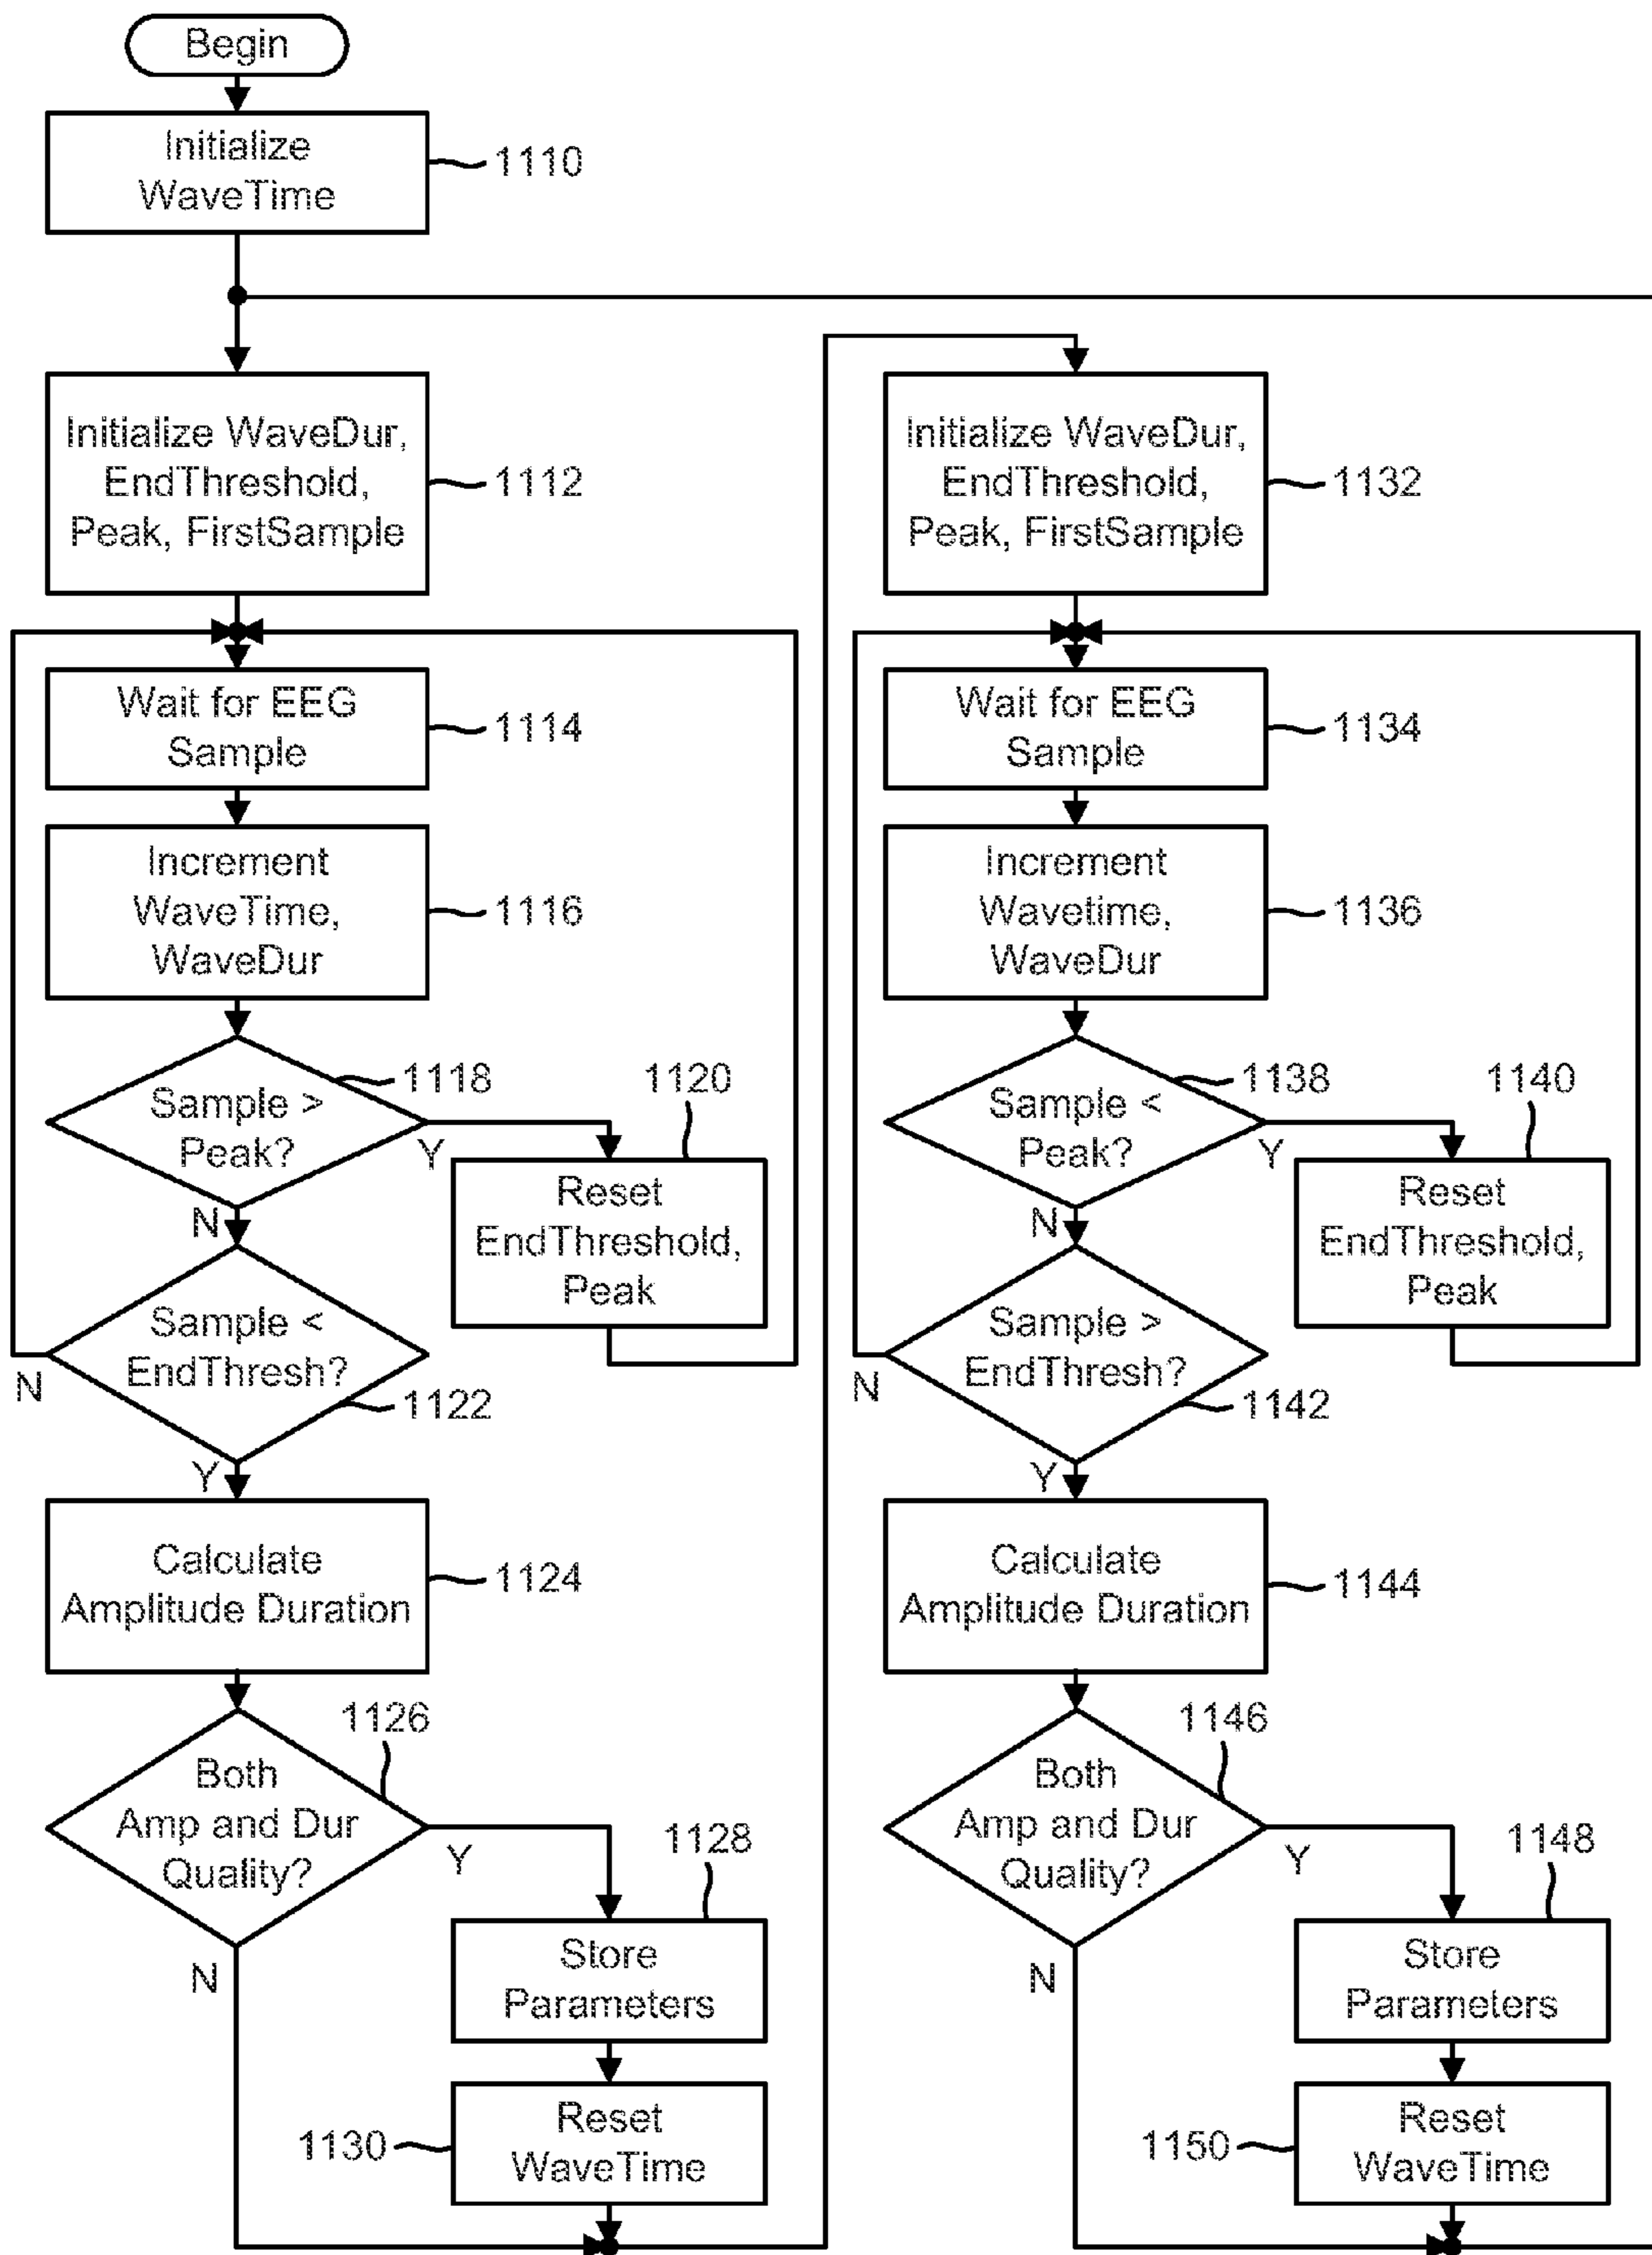 Begin
Initialize
WaveTime
1110
Initialize WaveDur,
EndThreshold,
Peak, FirstSample
1112
Wait for EEG
Sample
1114
Increment
WaveTime,
WaveDur
1116
Sample >
Peak?
1118
Y
N
1120
Reset
EndThreshold,
Peak
Sample <
EndThresh?
1122
N
Y
Calculate
Amplitude Duration
1124
Both
Amp and Dur
Quality?
1126
Y
N
1128
Store
Parameters
Reset
WaveTime
1130
Initialize WaveDur,
EndThreshold,
Peak, FirstSample
1132
Wait for EEG
Sample
1134
Increment
Wavetime,
WaveDur
1136
Sample <
Peak?
1138
Y
N
1140
Reset
EndThreshold,
Peak
Sample >
EndThresh?
1142
N
Y
Calculate
Amplitude Duration
1144
Both
Amp and Dur
Quality?
1146
Y
N
1148
Store
Parameters
Reset
WaveTime
1150